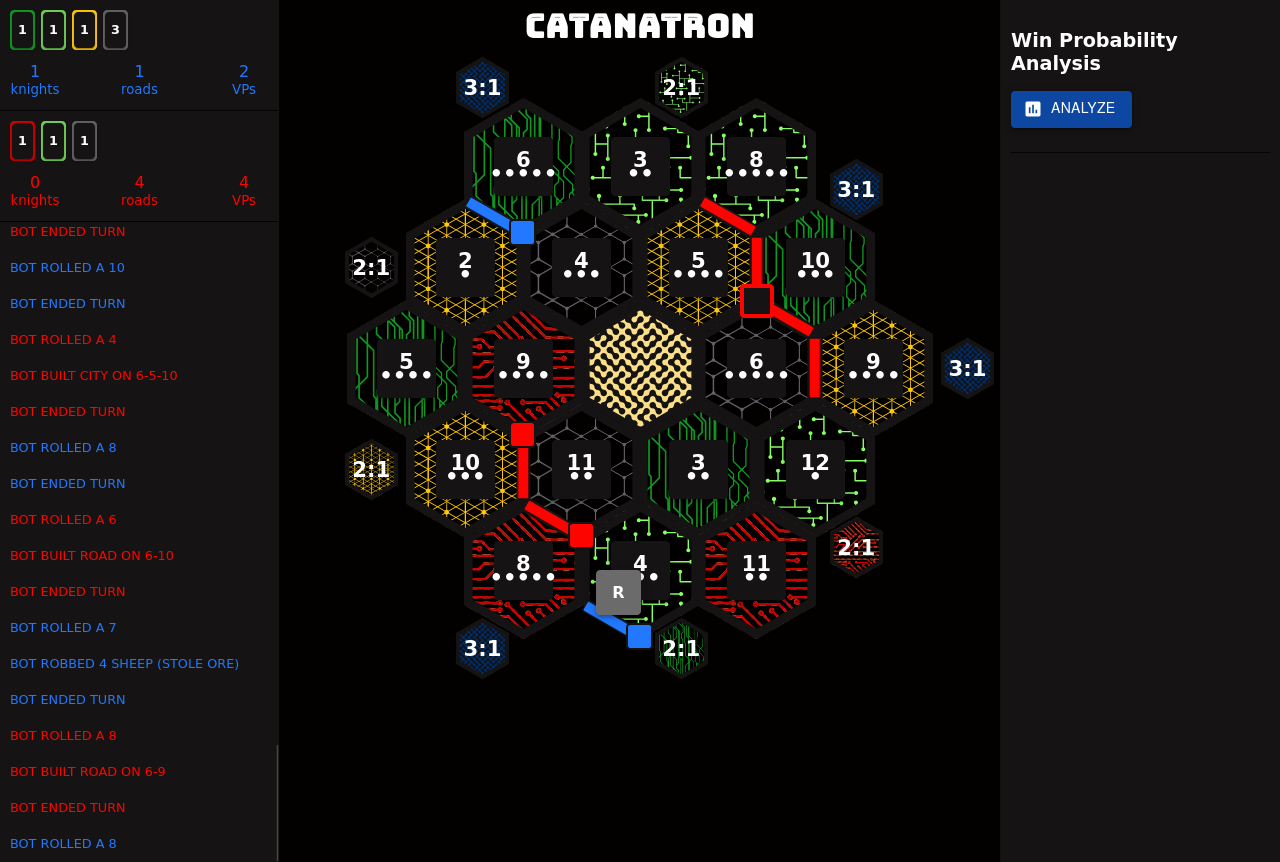 CATANATRON
1 1 1 3
1 1 2
knights roads VPs
1 1 1
0 4 4
knights roads VPs
BOT ENDED TURN
BOT ROLLED A 10
BOT ENDED TURN
BOT ROLLED A 4
BOT BUILT CITY ON 6-5-10
BOT ENDED TURN
BOT ROLLED A 8
BOT ENDED TURN
BOT ROLLED A 6
BOT BUILT ROAD ON 6-10
BOT ENDED TURN
BOT ROLLED A 7
BOT ROBBED 4 SHEEP (STOLE ORE)
BOT ENDED TURN
BOT ROLLED A 8
BOT BUILT ROAD ON 6-9
BOT ENDED TURN
BOT ROLLED A 8
3:1 2:1
6 3 8
3:1
2:1 2 4 5 10
5 9 6 9 3:1
2:1 10 11 3 12
2:1
8 4 11
R
3:1 2:1
Win Probability
Analysis
ANALYZE